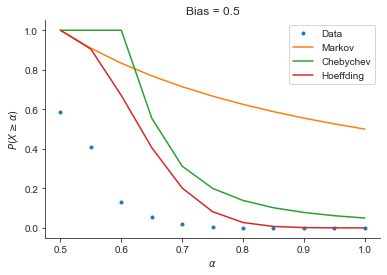 Bias = 0.5
P(X ≥ α)
1.0
0.8
0.6
0.4
0.2
0.0
Data
Markov
Chebychev
Hoeffding
0.5 0.6 0.7 0.8 0.9 1.0
α